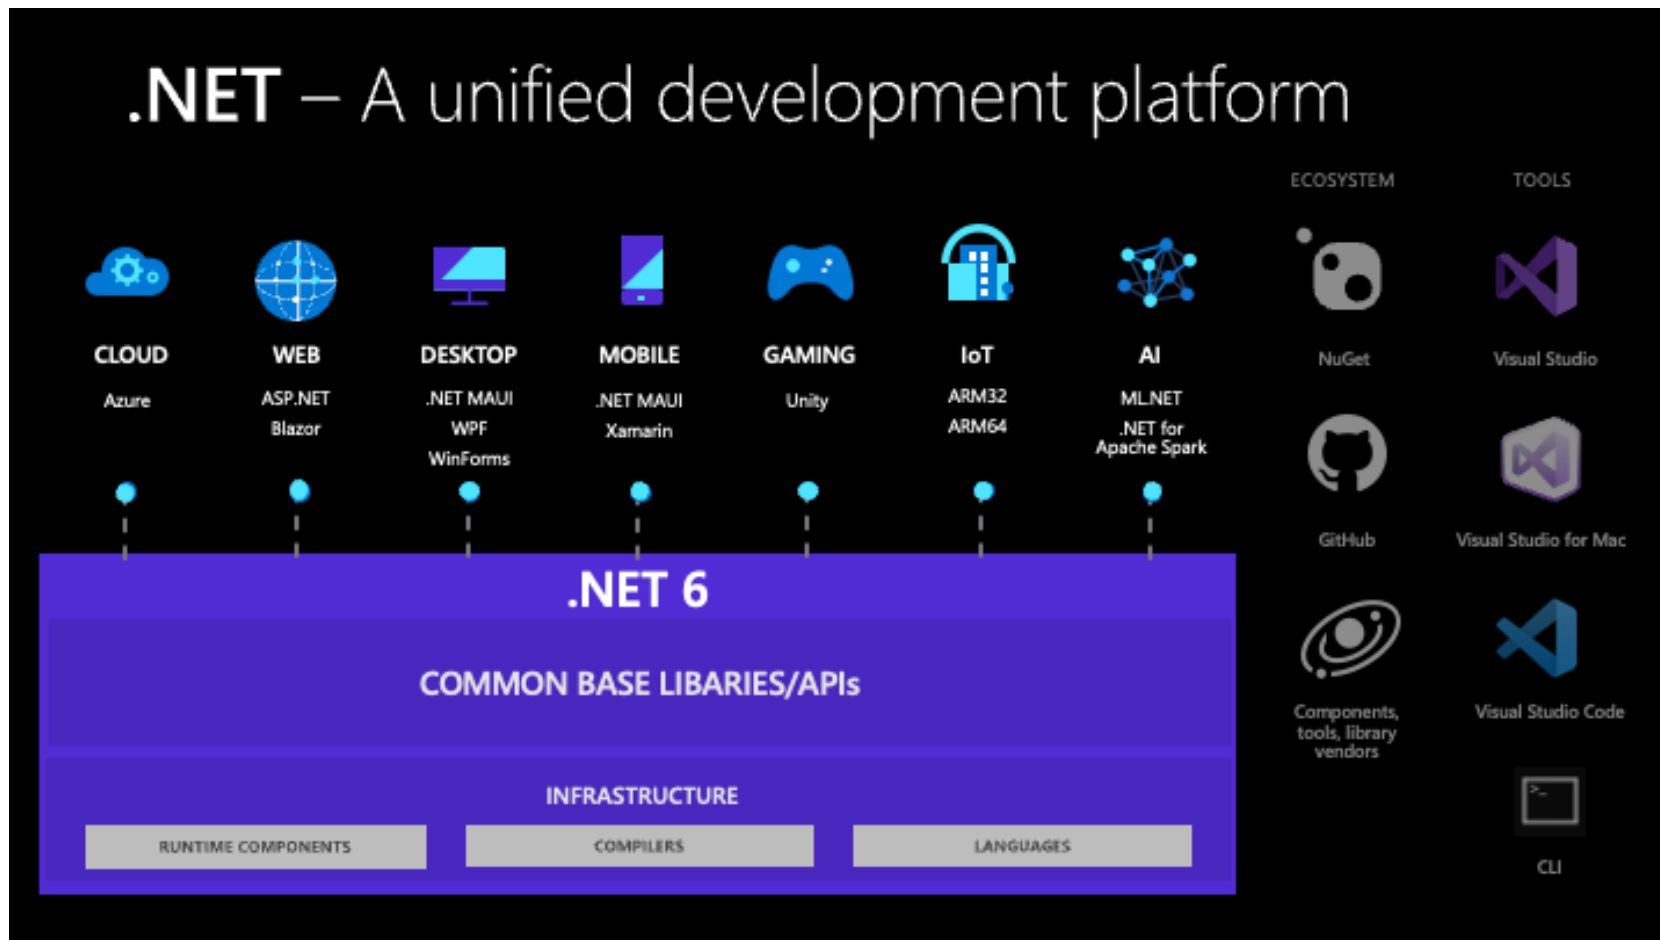 .NET – A unified development platform
ECOSYSTEM
TOOLS
CLOUD
Azure
WEB
ASP.NET
Blazor
DESKTOP
.NET MAUI
WPF
WinForms
MOBILE
.NET MAUI
Xamarin
GAMING
Unity
IoT
ARM32
ARM64
AI
ML.NET
.NET for
Apache Spark
.NET 6
COMMON BASE LIBARIES/APIs
INFRASTRUCTURE
RUNTIME COMPONENTS
COMPILERS
LANGUAGES
NuGet
GitHub
Components,
tools, library
vendors
Visual Studio
Visual Studio for Mac
Visual Studio Code
>_
CLI